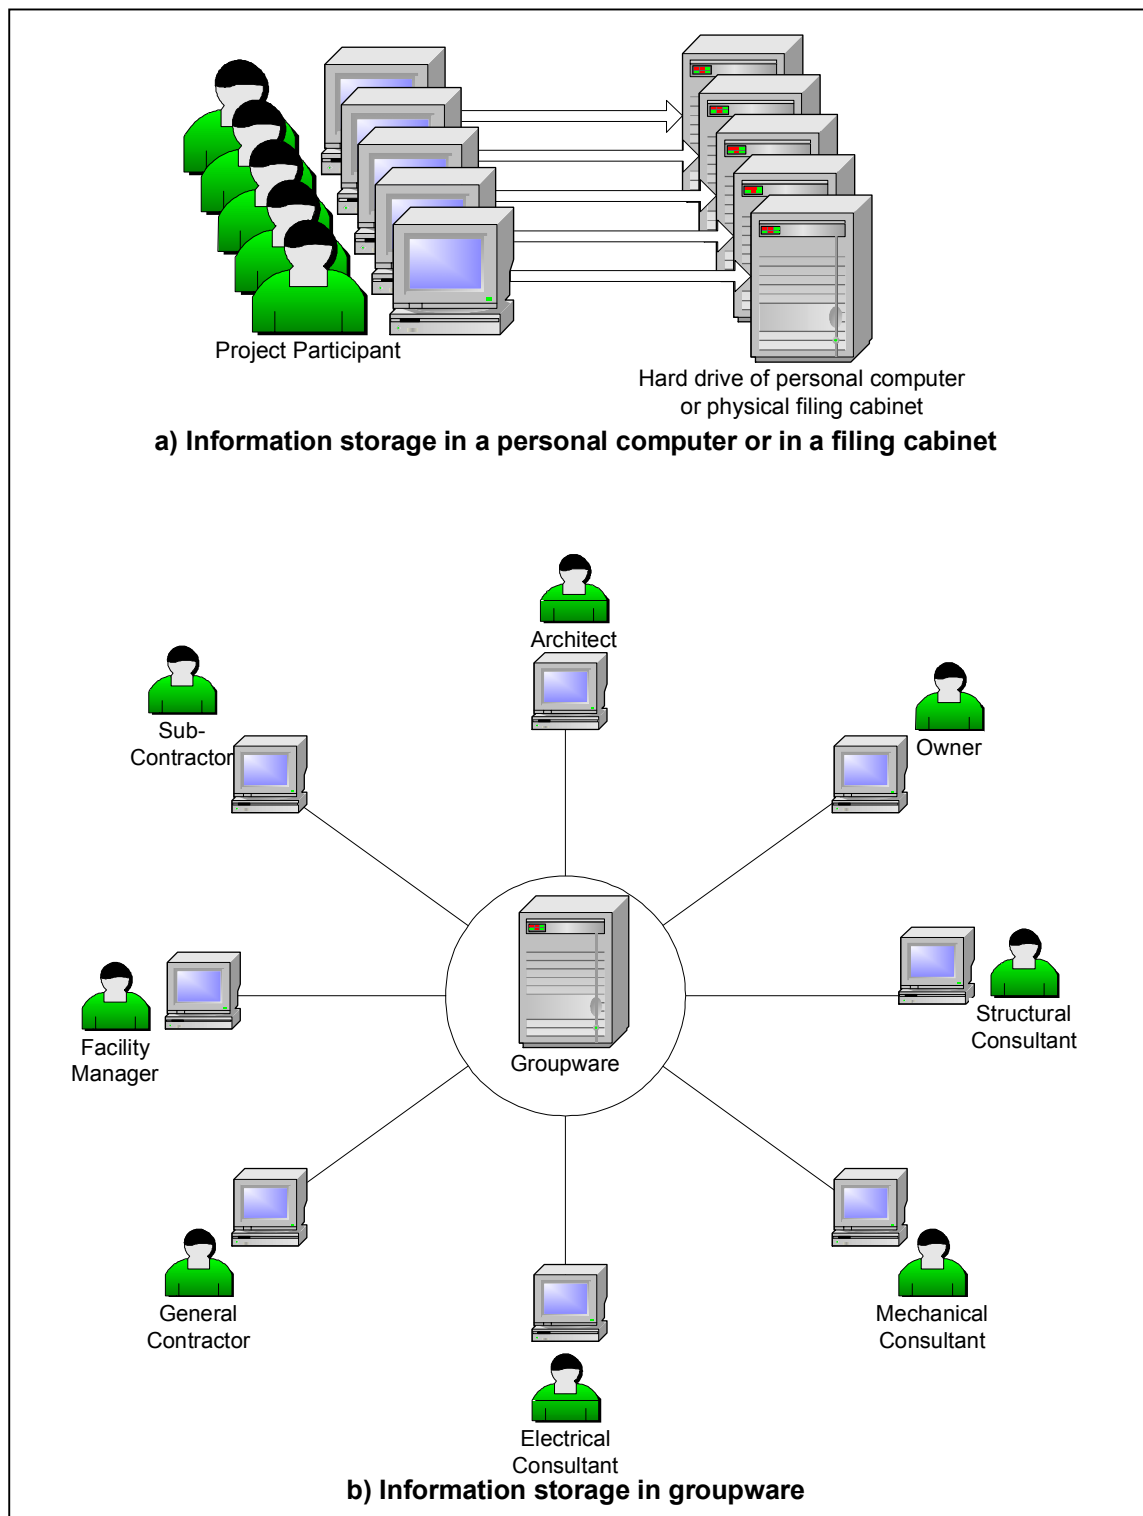 Project Participant
Hard drive of personal computer
or physical filing cabinet
a) Information storage in a personal computer or in a filing cabinet
Architect
Sub-
Contractor
Owner
Structural
Consultant
Facility
Manager
Groupware
General
Contractor
Mechanical
Consultant
Electrical
Consultant
b) Information storage in groupware